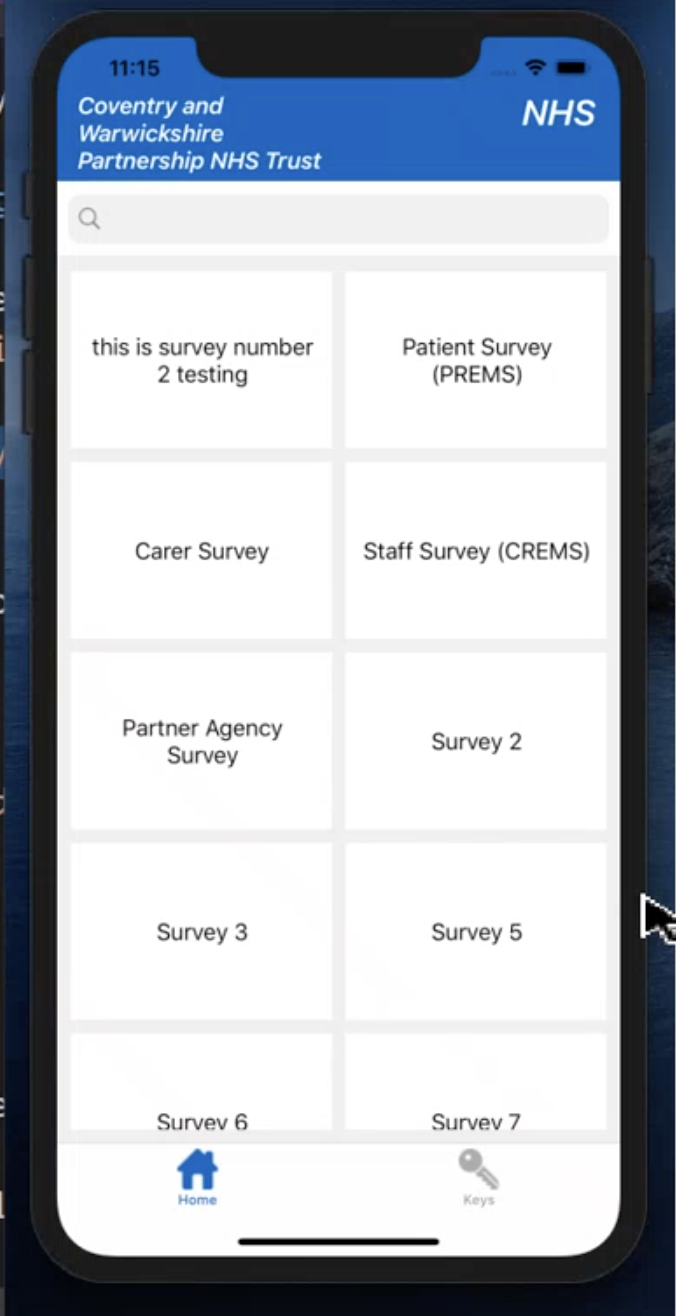 11:15
Coventry and
Warwickshire
Partnership NHS Trust
NHS
this is survey number
2 testing
Patient Survey
(PREMS)
Carer Survey
Staff Survey (CREMS)
Partner Agency
Survey
Survey 2
Survey 3
Survey 5
Survey 6
Survey 7
Home
Keys